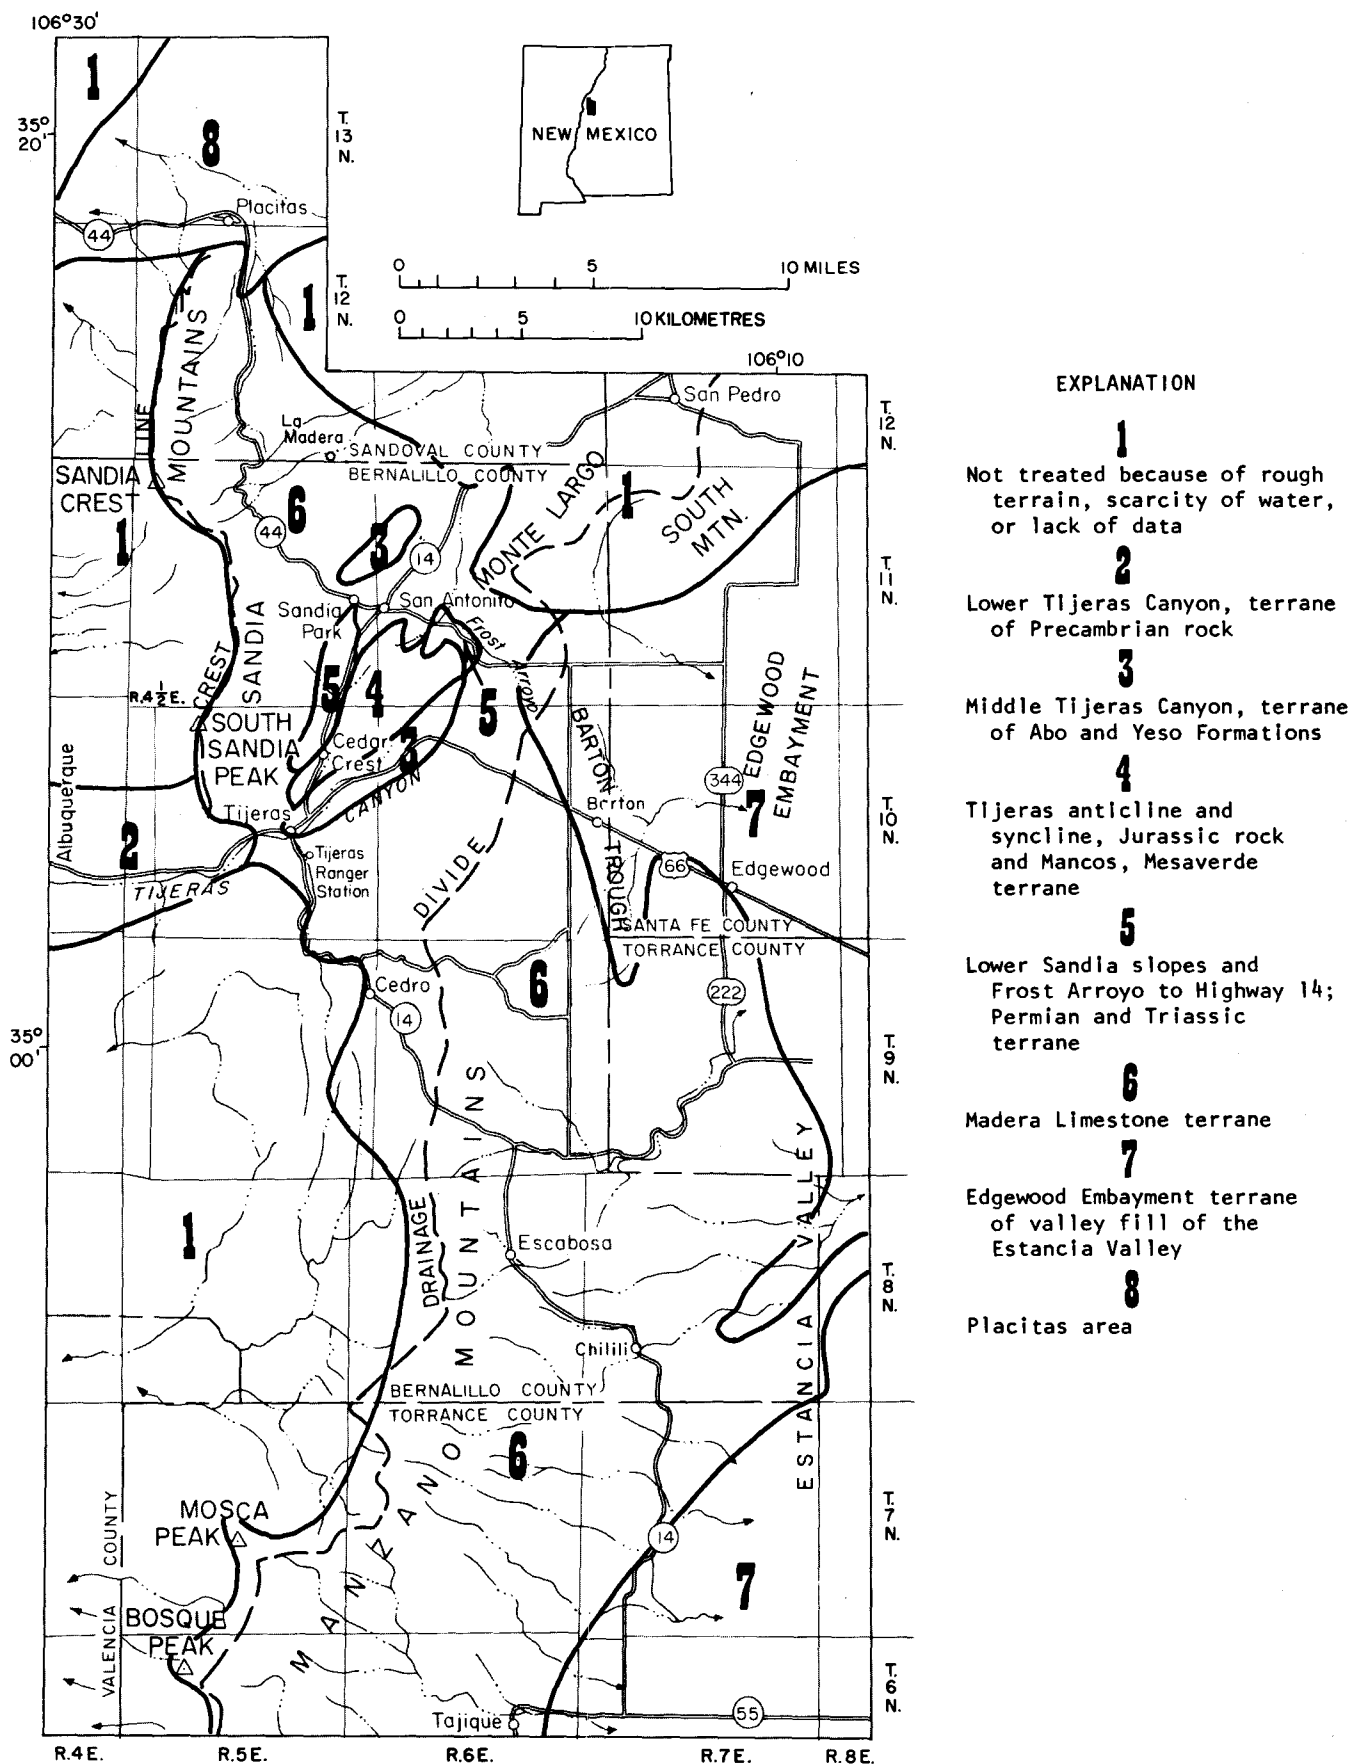 106°30'
1
35°
20'
8
T.
13
N.
NEW MEXICO
Placitas
44
0 5 10 MILES
0 5 10 KILOMETRES
1
T.
12
N.
106°10
San Pedro
T.
12
N.
MOUNTAINS
LINE
La
Madera
SANDOVAL COUNTY
BERNALILLO COUNTY
SANDIA
CREST
1
6
44
3
14
MONTE LARGO
1
SOUTH
MTN.
T.
11
N.
Sandia
Park
San Antonito
Frost Arroyo
SANDIA
CREST
R.4½E.
5
4
5
SOUTH
SANDIA
PEAK
Cedar
Crest
3
CANYON
BARTON
TROUGH
EDGEWOOD
EMBAYMENT
344
7
Albuquerque
Tijeras
2
TIJERAS
Tijeras
Ranger
Station
Barton
T.
10
N.
66
Edgewood
DIVIDE
SANTA FE COUNTY
TORRANCE COUNTY
6
Cedro
14
222
35°
00'
T.
9
N.
1
DRAINAGE
MANZANO MOUNTAINS
Escabosa
ESTANCIA VALLEY
T.
8
N.
Chilili
BERNALILLO COUNTY
TORRANCE COUNTY
6
VALENCIA COUNTY
MOSCA
PEAK
T.
7
N.
14
7
BOSQUE
PEAK
T.
6
N.
Tajique
55
R.4E. R.5E. R.6E. R.7E. R.8E.
EXPLANATION
1
Not treated because of rough
terrain, scarcity of water,
or lack of data
2
Lower Tijeras Canyon, terrane
of Precambrian rock
3
Middle Tijeras Canyon, terrane
of Abo and Yeso Formations
4
Tijeras anticline and
syncline, Jurassic rock
and Mancos, Mesaverde
terrane
5
Lower Sandia slopes and
Frost Arroyo to Highway 14;
Permian and Triassic
terrane
6
Madera Limestone terrane
7
Edgewood Embayment terrane
of valley fill of the
Estancia Valley
8
Placitas area